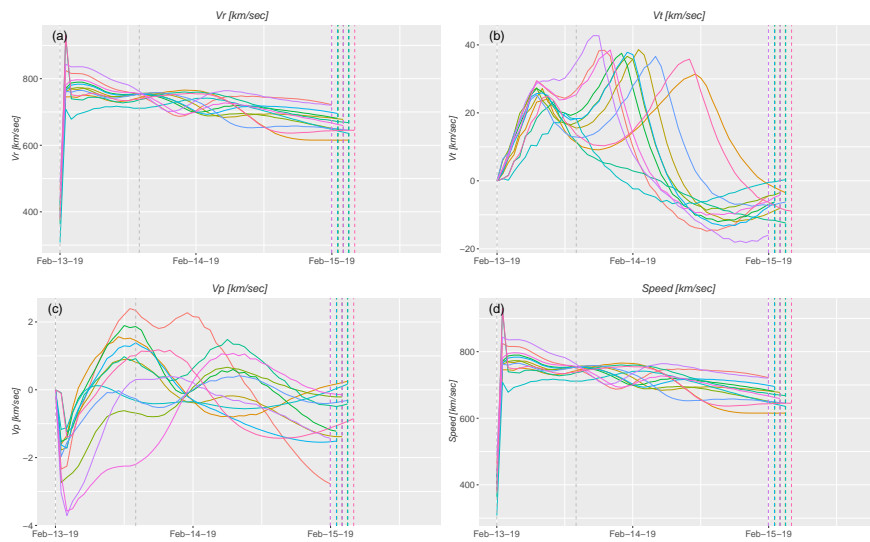 Vr [km/sec]
(a)
Vr [km/sec]
800
600
400
Feb−13−19
Feb−14−19
Feb−15−19
Vt [km/sec]
(b)
Vt [km/sec]
40
20
0
−20
Feb−13−19
Feb−14−19
Feb−15−19
Vp [km/sec]
(c)
Vp [km/sec]
2
0
−2
−4
Feb−13−19
Feb−14−19
Feb−15−19
Speed [km/sec]
(d)
Speed [km/sec]
800
600
400
Feb−13−19
Feb−14−19
Feb−15−19